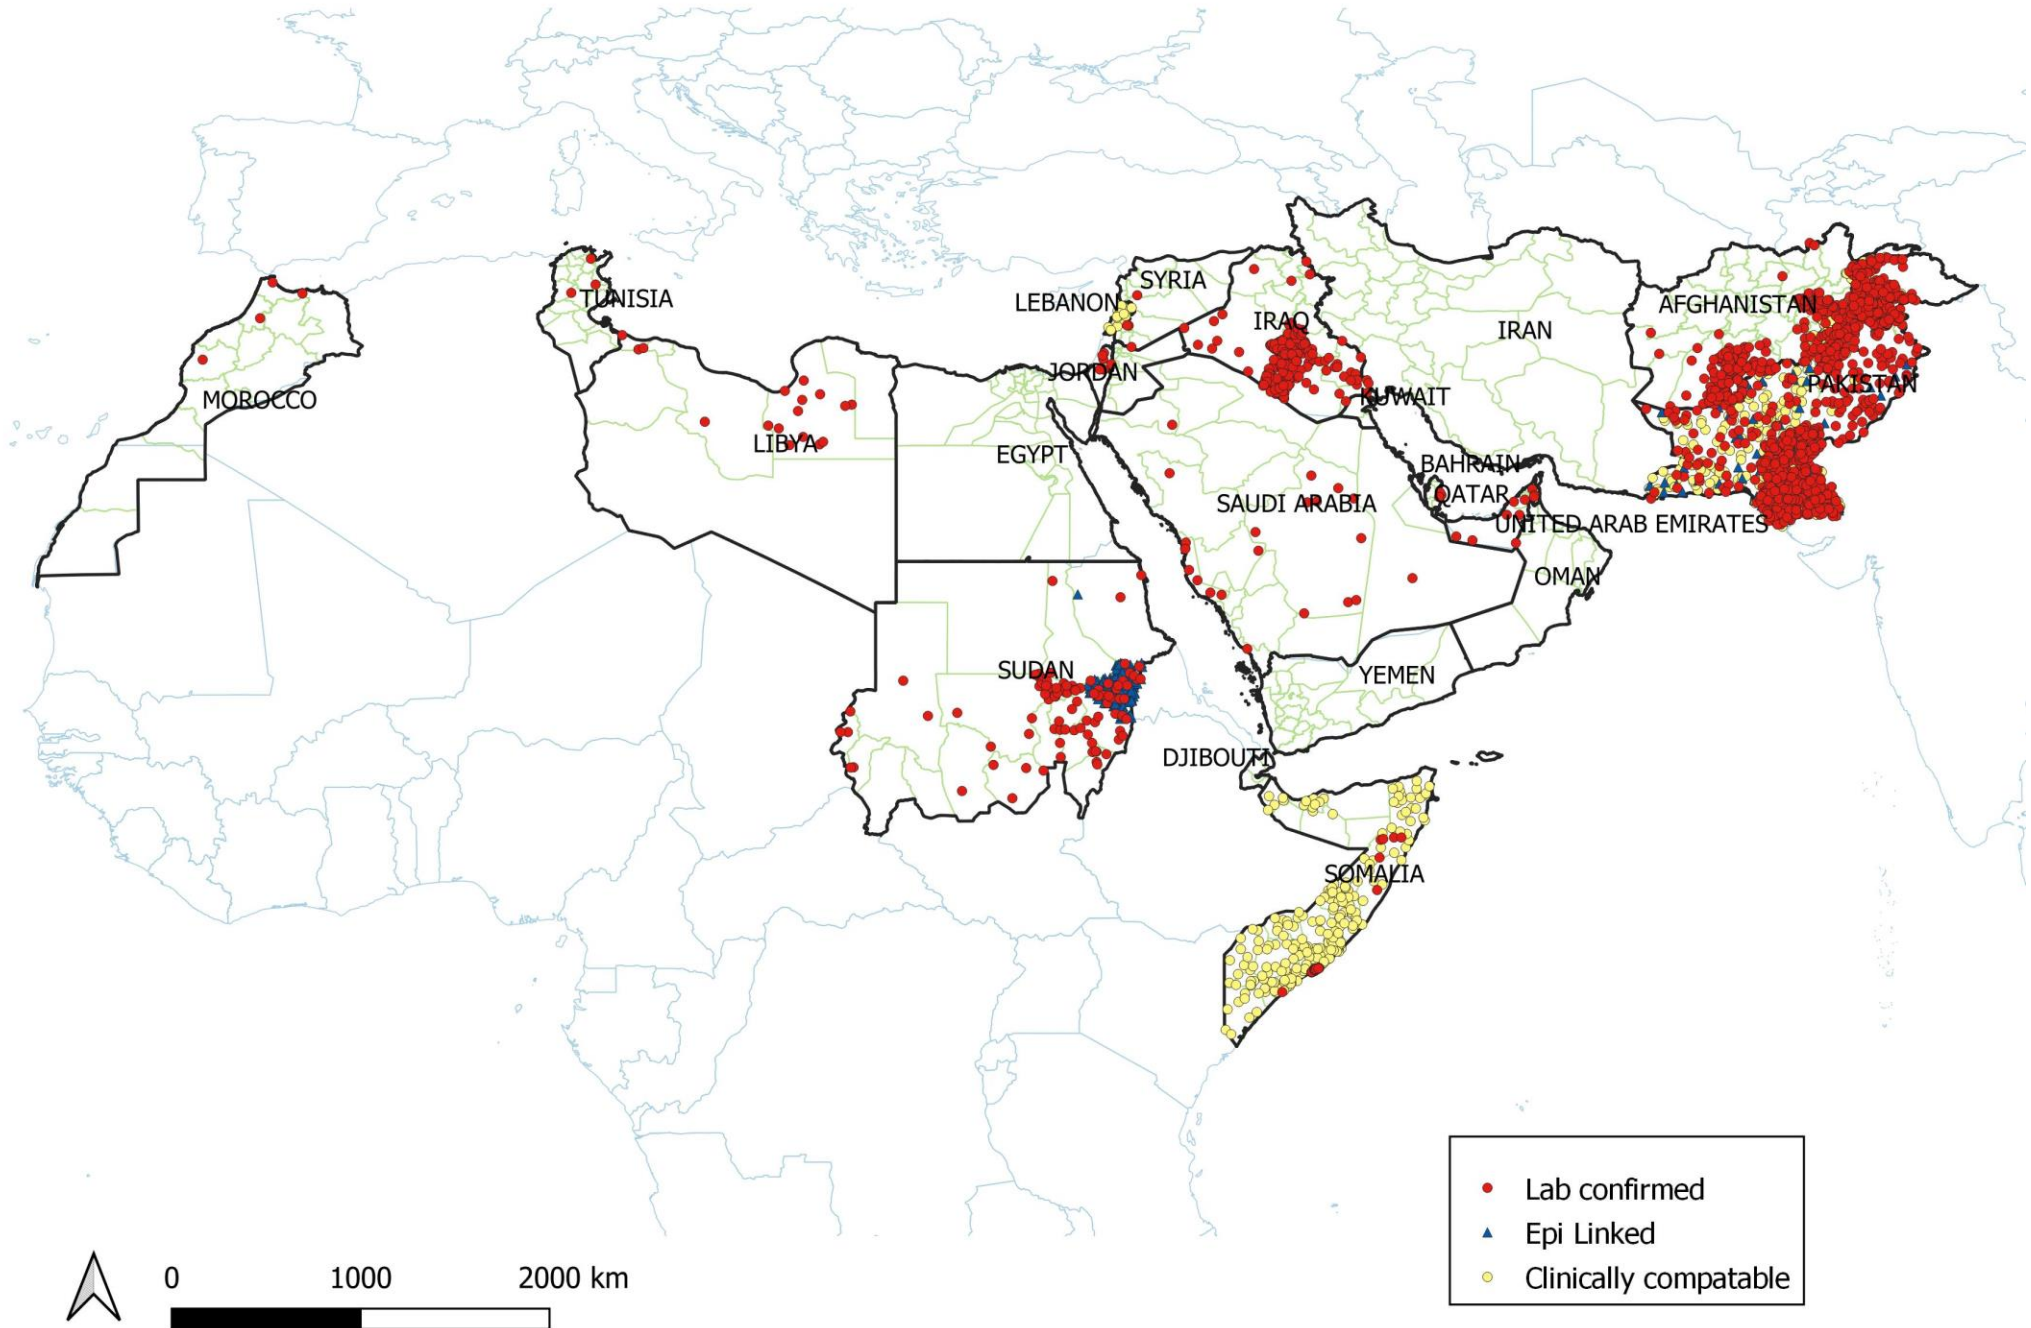 SYRIA
LEBANON
TUNISIA
AFGHANISTAN
IRAQ
IRAN
JORDAN
PAKISTAN
MOROCCO
KUWAIT
LIBYA
EGYPT
BAHRAIN
QATAR
SAUDI ARABIA
UNITED ARAB EMIRATES
OMAN
SUDAN
YEMEN
DJIBOUTI
SOMALIA
Lab confirmed
Epi Linked
Clinically compatable
0 1000 2000 km